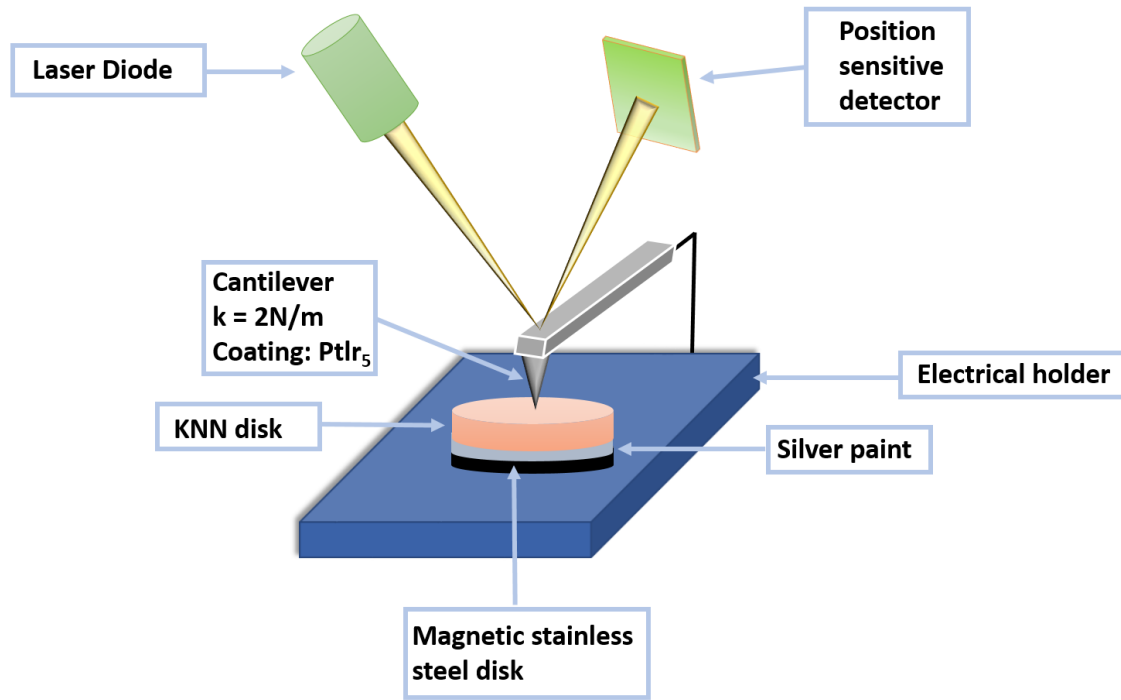 Laser Diode
Position
sensitive
detector
Cantilever
k = 2N/m
Coating: PtIr₅
Electrical holder
KNN disk
Silver paint
Magnetic stainless
steel disk